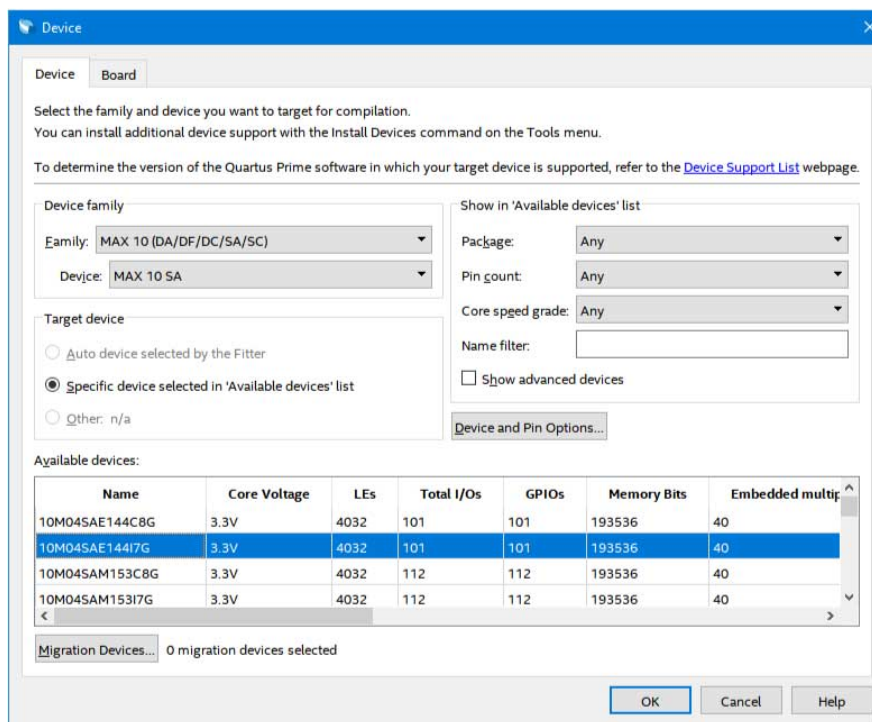 Device
Device Board
Select the family and device you want to target for compilation.
You can install additional device support with the Install Devices command on the Tools menu.
To determine the version of the Quartus Prime software in which your target device is supported, refer to the Device Support List webpage.
Device family
Family: MAX 10 (DA/DF/DC/SA/SC)
Device: MAX 10 SA
Show in 'Available devices' list
Package: Any
Pin count: Any
Core speed grade: Any
Name filter:
Show advanced devices
Target device
Auto device selected by the Fitter
Specific device selected in 'Available devices' list
Other: n/a
Device and Pin Options...
Available devices:
Name Core Voltage LEs Total I/Os GPIOs Memory Bits Embedded multip
10M04SAE144C8G 3.3V 4032 101 101 193536 40
10M04SAE144I7G 3.3V 4032 101 101 193536 40
10M04SAM153C8G 3.3V 4032 112 112 193536 40
10M04SAM153I7G 3.3V 4032 112 112 193536 40
Migration Devices... 0 migration devices selected
OK Cancel Help